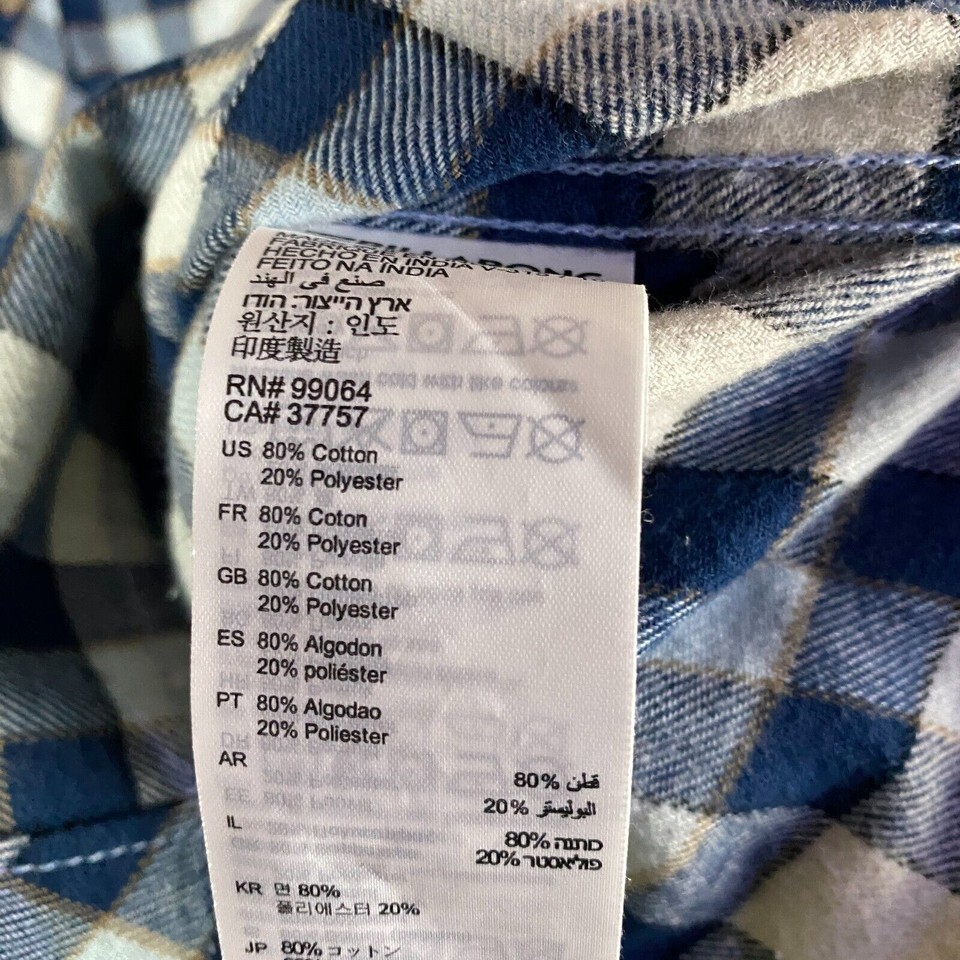 FABRIQUÉ EN
HECHO EN INDIA
FEITO NA INDIA
صنع في الهند
ארץ הייצור: הודו
원산지 : 인도
印度製造
RN# 99064
CA# 37757
US 80% Cotton
20% Polyester
FR 80% Coton
20% Polyester
GB 80% Cotton
20% Polyester
ES 80% Algodon
20% poliéster
PT 80% Algodao
20% Poliester
AR
80% قطن
20% البوليستر
IL
80% כותנה
20% פוליאסטר
KR 면 80%
폴리에스터 20%
JP 80% コットン